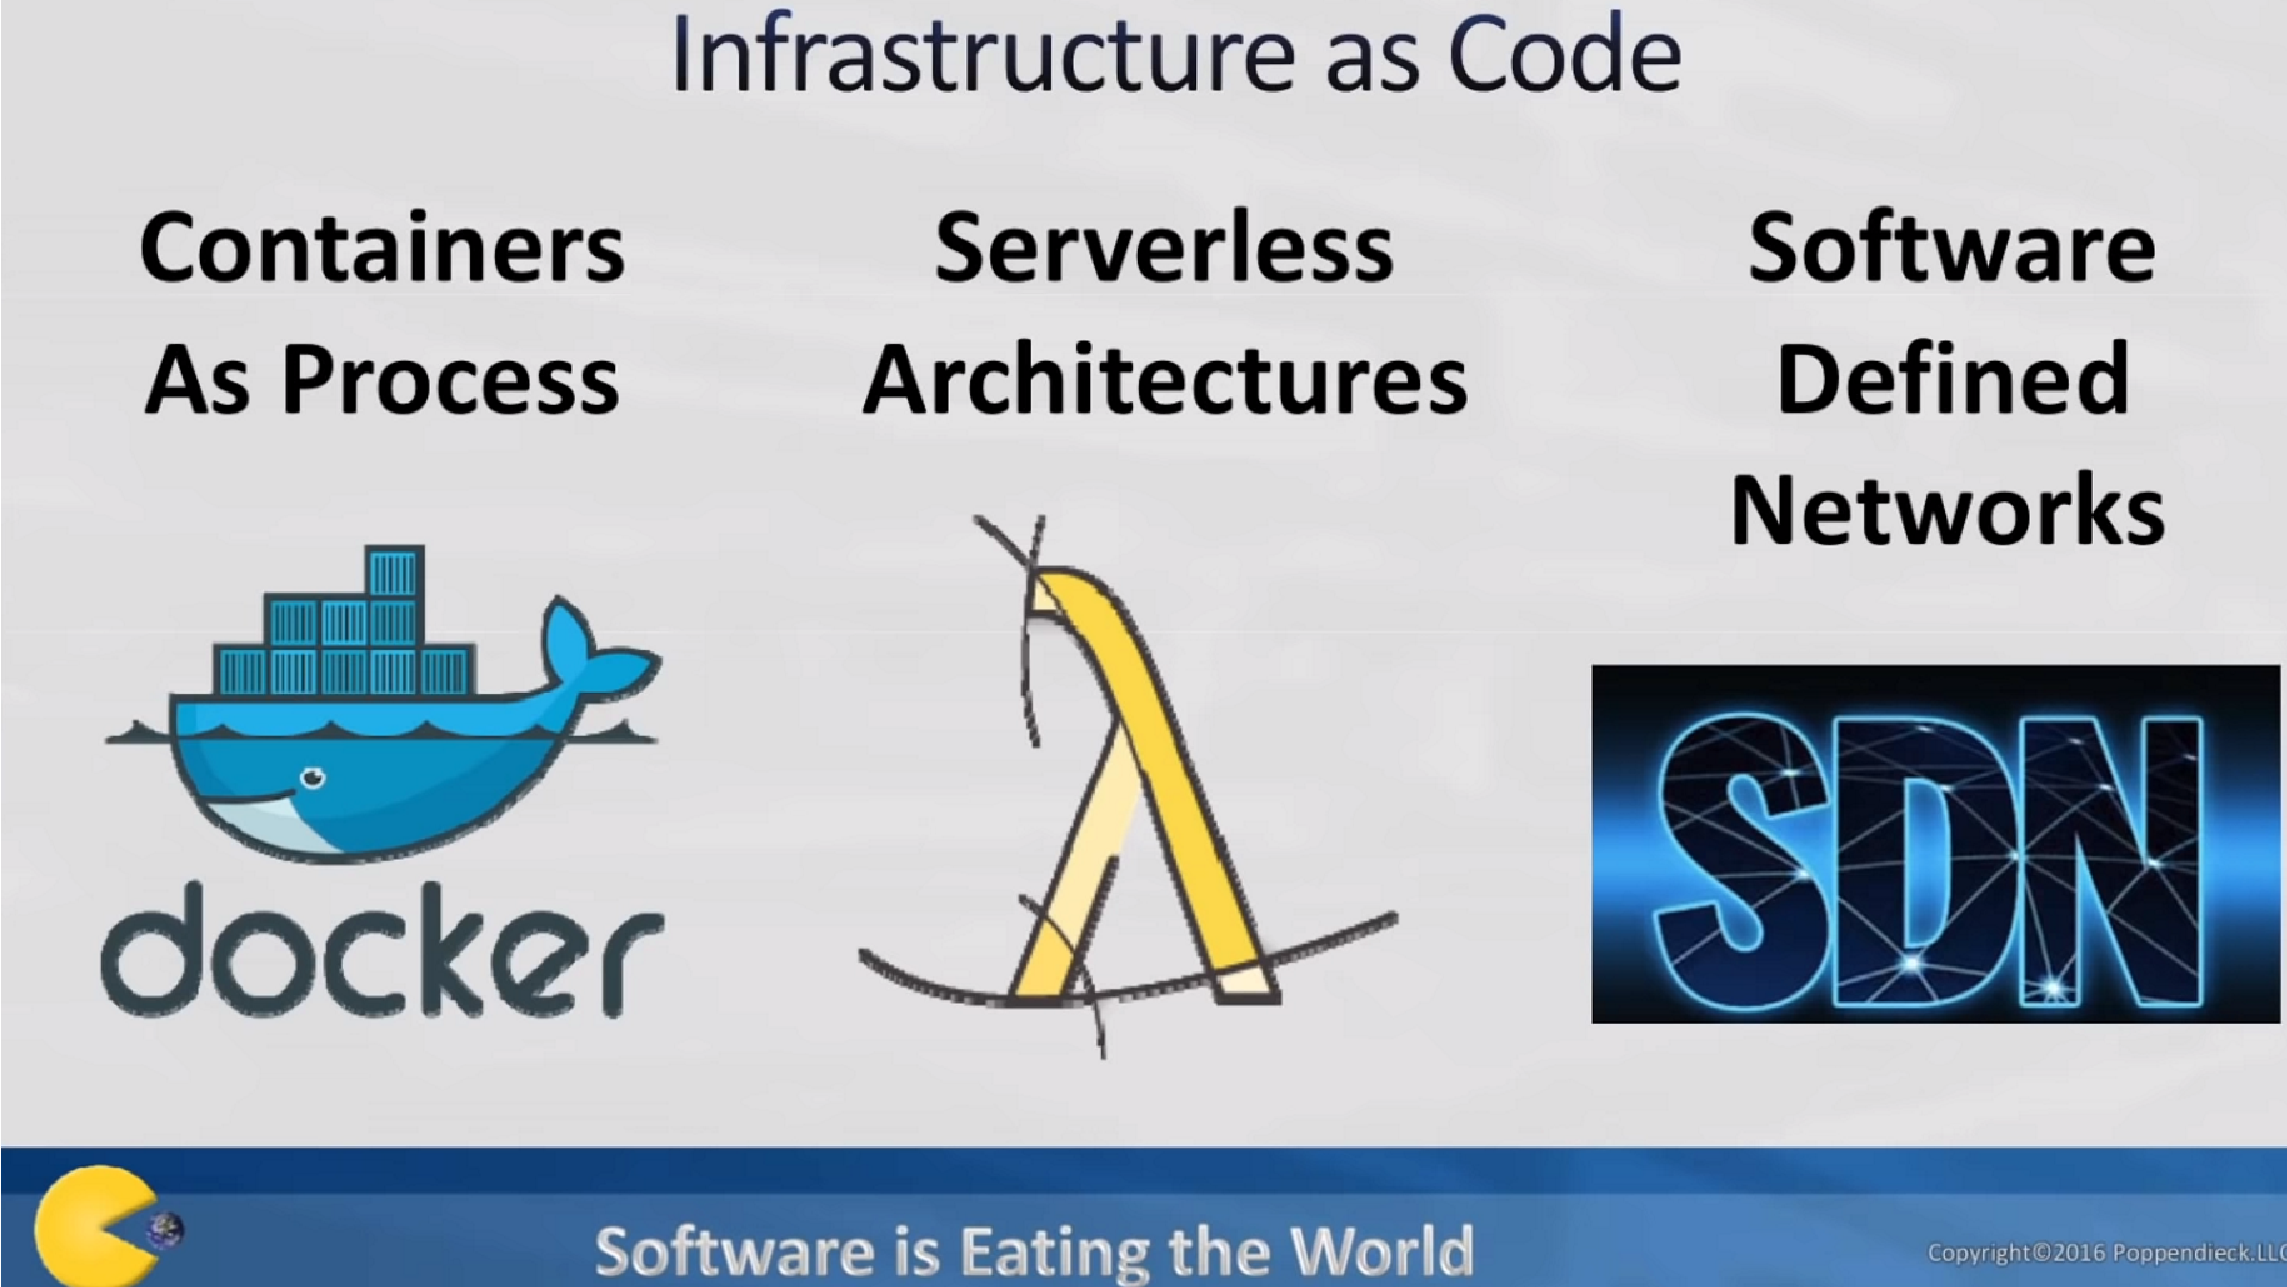 Infrastructure as Code
Containers
As Process
Serverless
Architectures
Software
Defined
Networks
docker
SDN
Software is Eating the World
Copyright©2016 Poppendieck.LLC